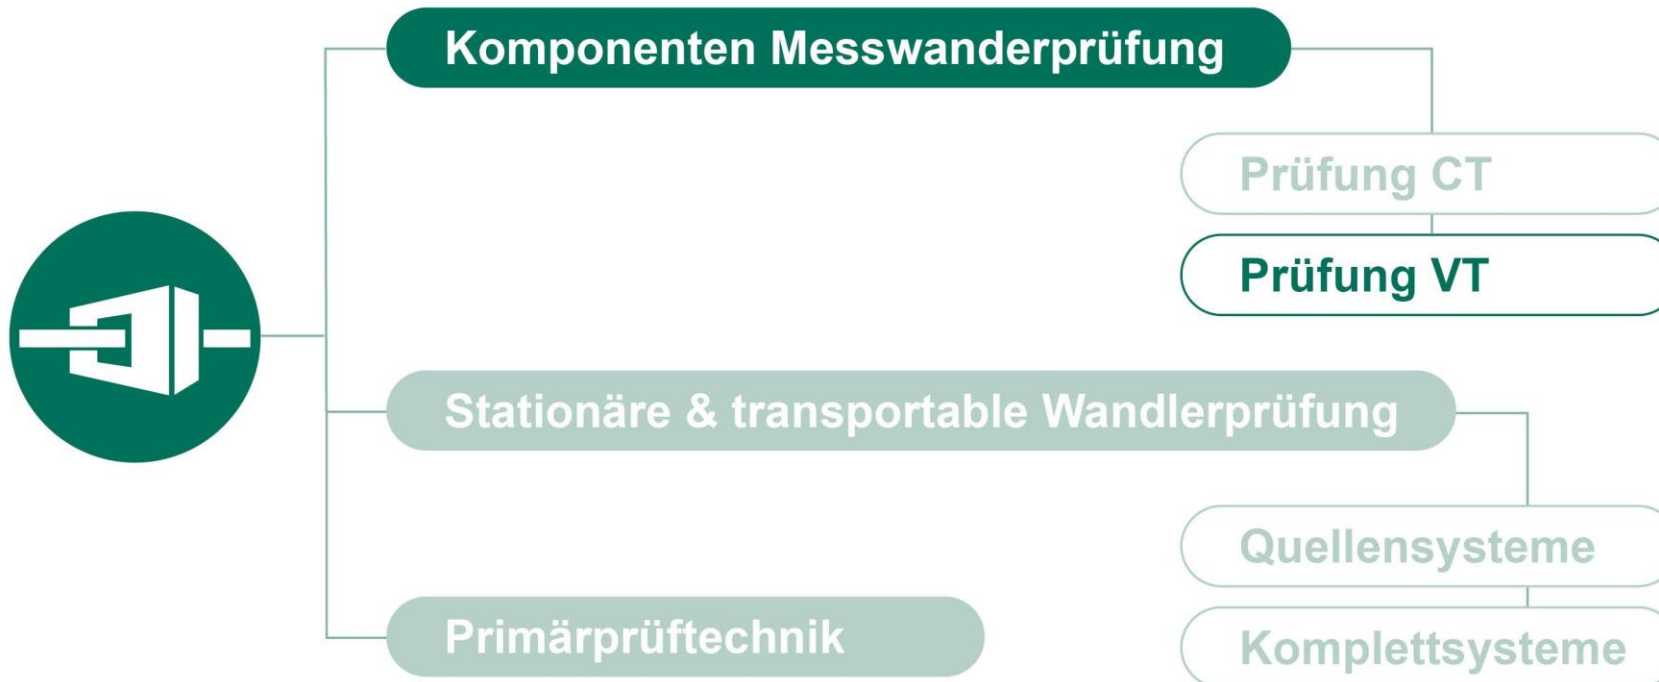 Komponenten Messwanderprüfung
Prüfung CT
Prüfung VT
Stationäre & transportable Wandlerprüfung
Quellensysteme
Primärprüftechnik
Komplettsysteme